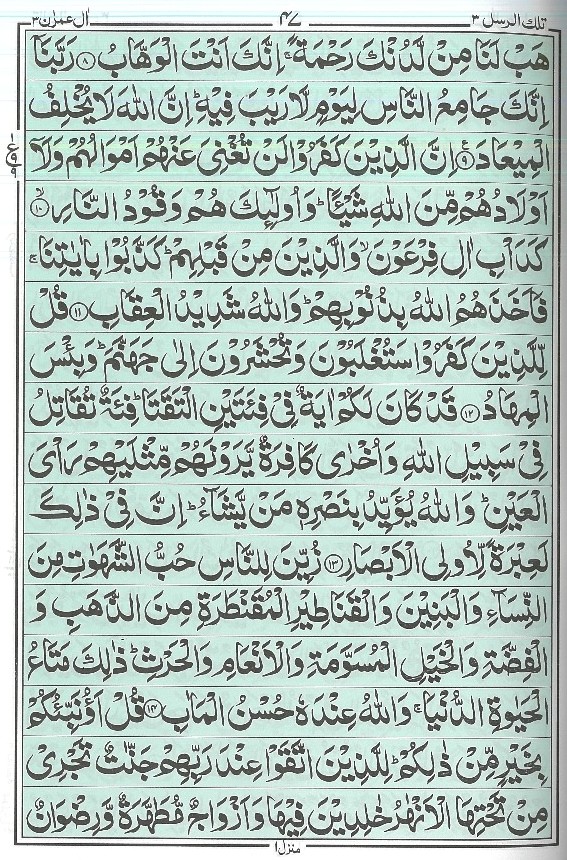 تلك الرسل ٣ ٤٧ اٰل عمرٰن ٣
هَبْ لَنَا مِنْ لَّدُنْكَ رَحْمَةً ۚ اِنَّكَ اَنْتَ الْوَهَّابُ ۝٨ رَبَّنَاۤ
اِنَّكَ جَامِعُ النَّاسِ لِيَوْمٍ لَّا رَيْبَ فِيْهِ ؕ اِنَّ اللّٰهَ لَا يُخْلِفُ
الْمِيْعَادَ ۝٩ اِنَّ الَّذِيْنَ كَفَرُوْا لَنْ تُغْنِيَ عَنْهُمْ اَمْوَالُهُمْ وَلَاۤ
اَوْلَادُهُمْ مِّنَ اللّٰهِ شَيْـًٔا ؕ وَاُولٰٓئِكَ هُمْ وَقُوْدُ النَّارِ ۝١٠
كَدَاْبِ اٰلِ فِرْعَوْنَ ۙ وَالَّذِيْنَ مِنْ قَبْلِهِمْ ؕ كَذَّبُوْا بِاٰيٰتِنَا ۚ
فَاَخَذَهُمُ اللّٰهُ بِذُنُوْبِهِمْ ؕ وَاللّٰهُ شَدِيْدُ الْعِقَابِ ۝١١ قُلْ
لِّلَّذِيْنَ كَفَرُوْا سَتُغْلَبُوْنَ وَتُحْشَرُوْنَ اِلٰى جَهَنَّمَ ؕ وَبِئْسَ
الْمِهَادُ ۝١٢ قَدْ كَانَ لَكُمْ اٰيَةٌ فِيْ فِئَتَيْنِ الْتَقَتَا ؕ فِئَةٌ تُقَاتِلُ
فِيْ سَبِيْلِ اللّٰهِ وَاُخْرٰى كَافِرَةٌ يَّرَوْنَهُمْ مِّثْلَيْهِمْ رَاْيَ
الْعَيْنِ ؕ وَاللّٰهُ يُؤَيِّدُ بِنَصْرِهٖ مَنْ يَّشَآءُ ؕ اِنَّ فِيْ ذٰلِكَ
لَعِبْرَةً لِّاُولِي الْاَبْصَارِ ۝١٣ زُيِّنَ لِلنَّاسِ حُبُّ الشَّهَوٰتِ مِنَ
النِّسَآءِ وَالْبَنِيْنَ وَالْقَنَاطِيْرِ الْمُقَنْطَرَةِ مِنَ الذَّهَبِ وَ
الْفِضَّةِ وَالْخَيْلِ الْمُسَوَّمَةِ وَالْاَنْعَامِ وَالْحَرْثِ ؕ ذٰلِكَ مَتَاعُ
الْحَيٰوةِ الدُّنْيَا ۚ وَاللّٰهُ عِنْدَهٗ حُسْنُ الْمَاٰبِ ۝١٤ قُلْ اَؤُنَبِّئُكُمْ
بِخَيْرٍ مِّنْ ذٰلِكُمْ ؕ لِلَّذِيْنَ اتَّقَوْا عِنْدَ رَبِّهِمْ جَنّٰتٌ تَجْرِيْ
مِنْ تَحْتِهَا الْاَنْهٰرُ خٰلِدِيْنَ فِيْهَا وَاَزْوَاجٌ مُّطَهَّرَةٌ وَّرِضْوَانٌ
منزل ١